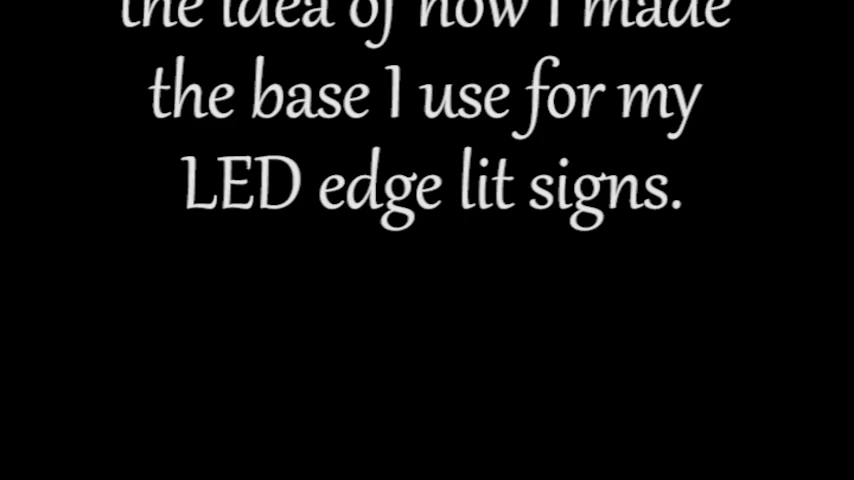 the idea of how I made
the base I use for my
LED edge lit signs.